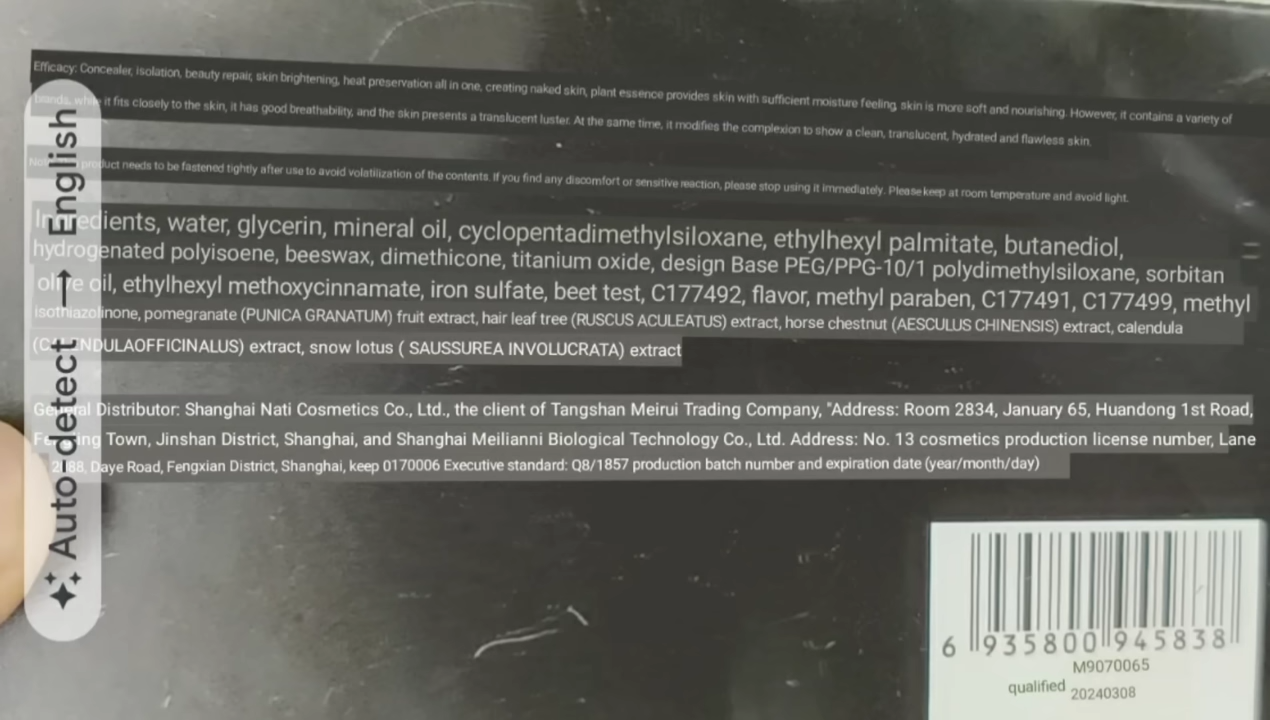 Efficacy: Concealer, isolation, beauty repair, skin brightening, heat preservation all in one, creating naked skin, plant essence provides skin with sufficient moisture feeling, skin is more soft and nourishing. However, it contains a variety of
brands, while it fits closely to the skin, it has good breathability, and the skin presents a translucent luster. At the same time, it modifies the complexion to show a clean, translucent, hydrated and flawless skin.
product needs to be fastened tightly after use to avoid volatilization of the contents. If you find any discomfort or sensitive reaction, please stop using it immediately. Please keep at room temperature and avoid light.
Ingredients, water, glycerin, mineral oil, cyclopentadimethylsiloxane, ethylhexyl palmitate, butanediol,
hydrogenated polyisoene, beeswax, dimethicone, titanium oxide, design Base PEG/PPG-10/1 polydimethylsiloxane, sorbitan
olive oil, ethylhexyl methoxycinnamate, iron sulfate, beet test, C177492, flavor, methyl paraben, C177491, C177499, methyl
isothiazolinone, pomegranate (PUNICA GRANATUM) fruit extract, hair leaf tree (RUSCUS ACULEATUS) extract, horse chestnut (AESCULUS CHINENSIS) extract, calendula
(CALENDULAOFFICINALUS) extract, snow lotus ( SAUSSUREA INVOLUCRATA) extract
General Distributor: Shanghai Nati Cosmetics Co., Ltd., the client of Tangshan Meirui Trading Company, "Address: Room 2834, January 65, Huandong 1st Road,
Town, Jinshan District, Shanghai, and Shanghai Meilianni Biological Technology Co., Ltd. Address: No. 13 cosmetics production license number, Lane
2888, Daye Road, Fengxian District, Shanghai, keep 0170006 Executive standard: Q8/1857 production batch number and expiration date (year/month/day)
Autodetect → English
6 935800 945838
M9070065
qualified 20240308